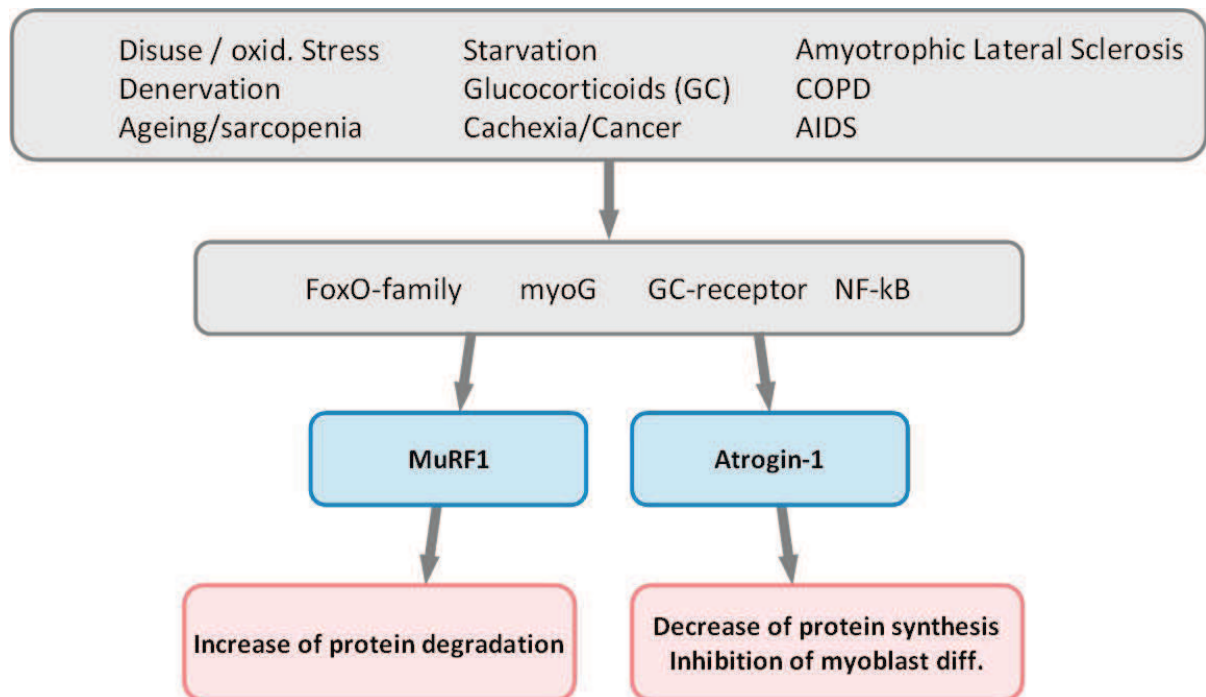 Disuse / oxid. Stress
Denervation
Ageing/sarcopenia
Starvation
Glucocorticoids (GC)
Cachexia/Cancer
Amyotrophic Lateral Sclerosis
COPD
AIDS
FoxO-family myoG GC-receptor NF-kB
MuRF1
Atrogin-1
Increase of protein degradation
Decrease of protein synthesis
Inhibition of myoblast diff.